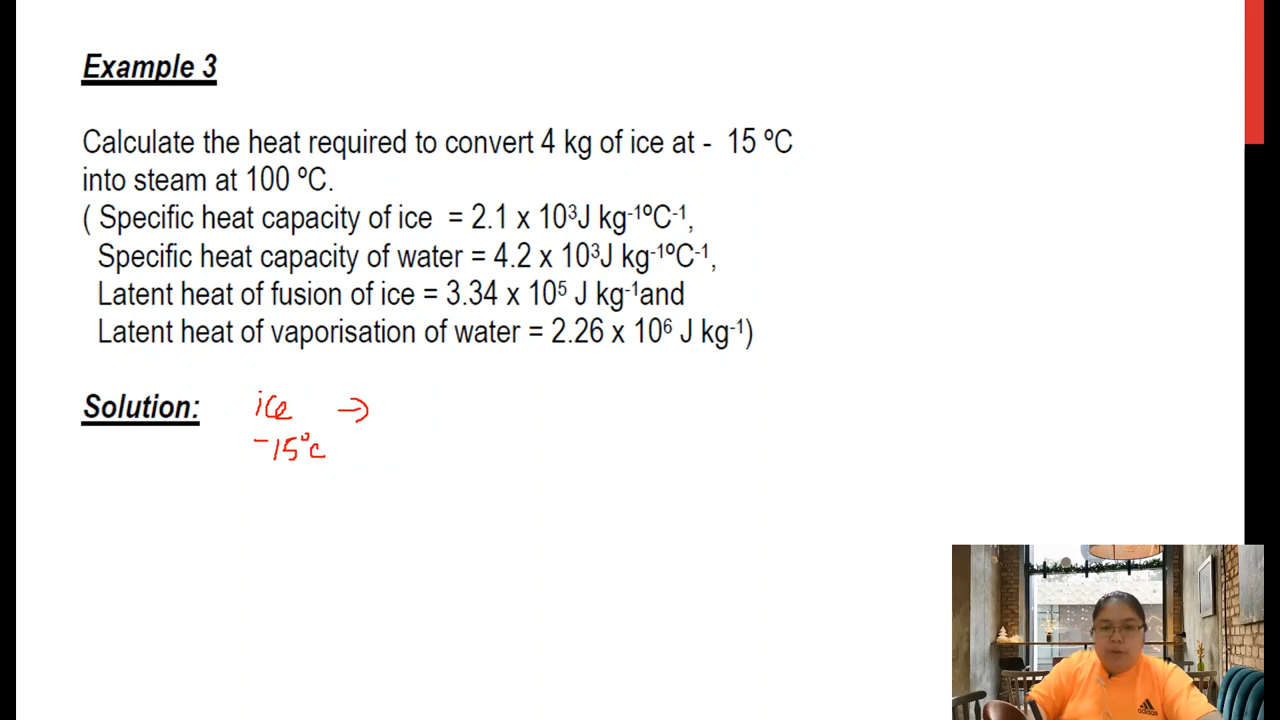 Example 3
Calculate the heat required to convert 4 kg of ice at - 15 ºC
into steam at 100 ºC.
( Specific heat capacity of ice = 2.1 x 10³J kg⁻¹ºC⁻¹,
Specific heat capacity of water = 4.2 x 10³J kg⁻¹ºC⁻¹,
Latent heat of fusion of ice = 3.34 x 10⁵ J kg⁻¹and
Latent heat of vaporisation of water = 2.26 x 10⁶ J kg⁻¹)
Solution: ice →
-15°C
adidas